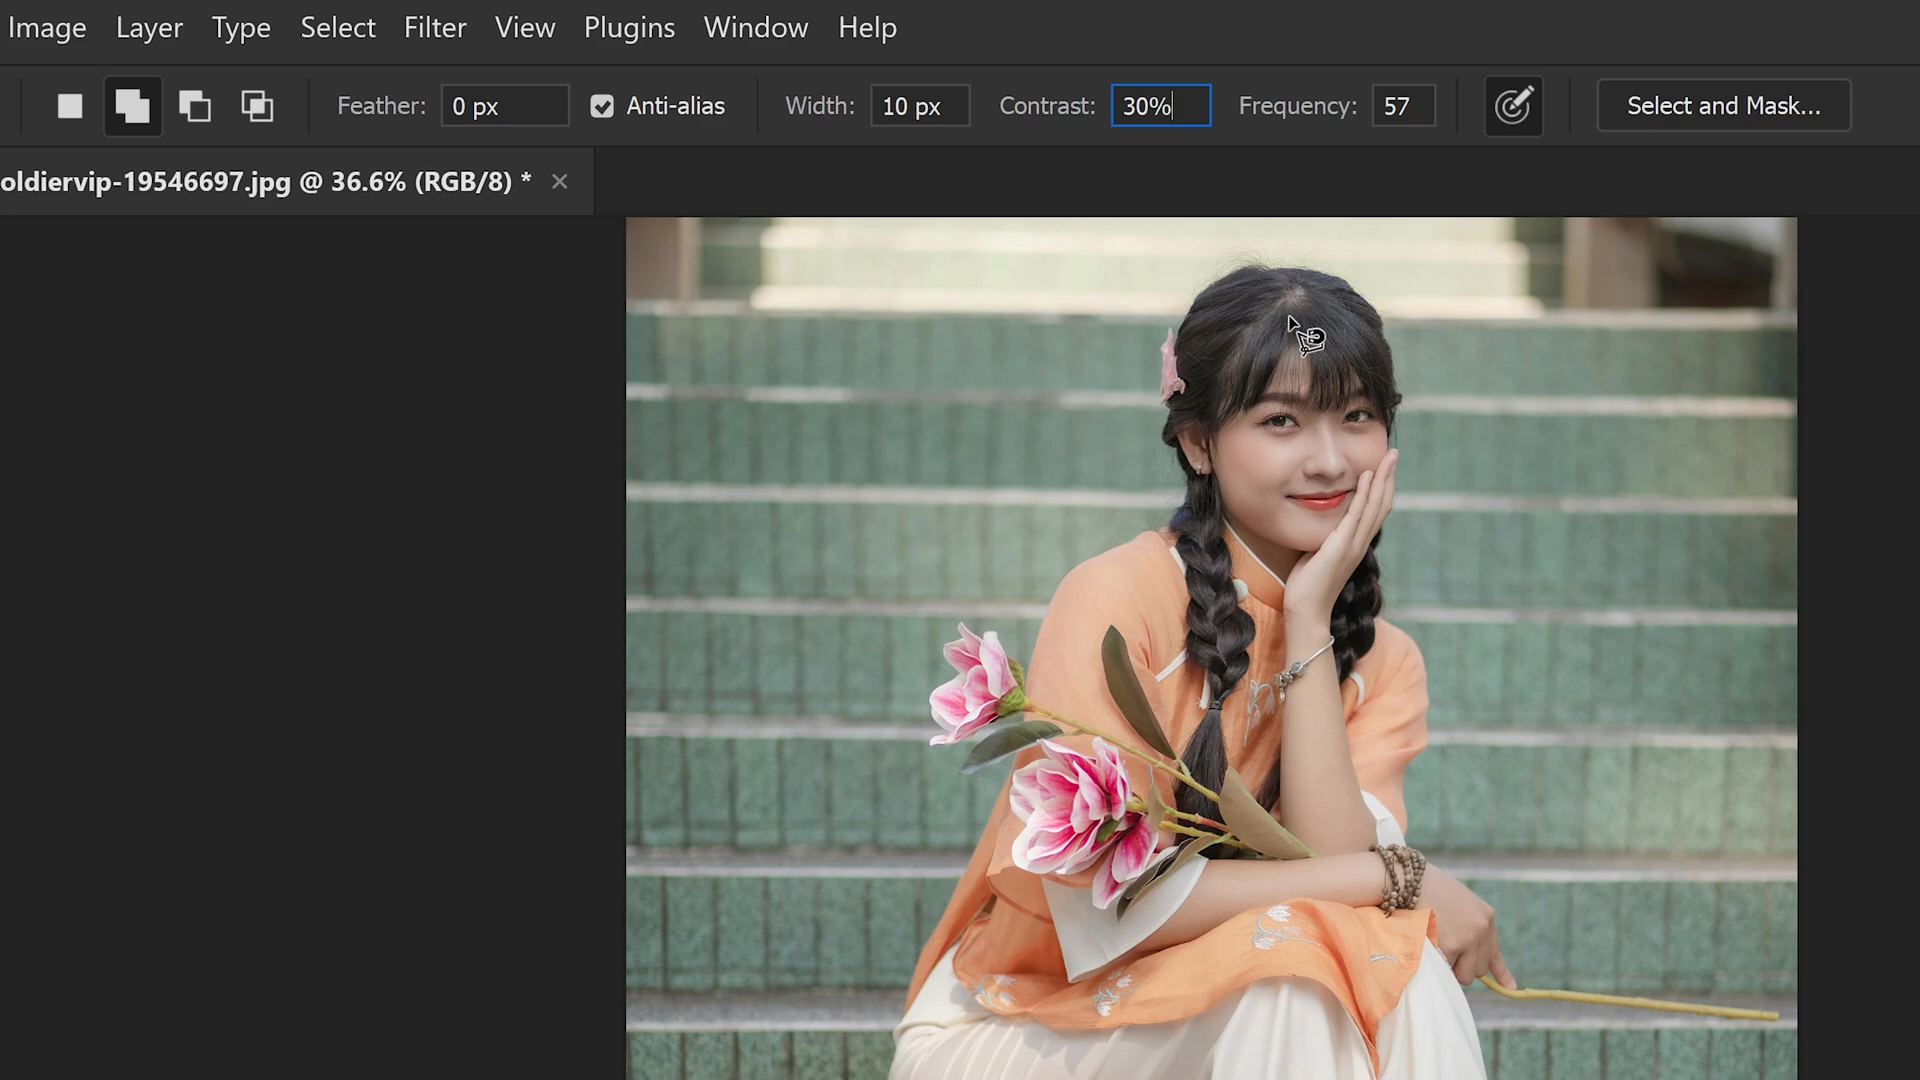 Image Layer Type Select Filter View Plugins Window Help
Feather: 0 px Anti-alias Width: 10 px Contrast: 30% Frequency: 57 Select and Mask...
oldiervip-19546697.jpg @ 36.6% (RGB/8) * ×